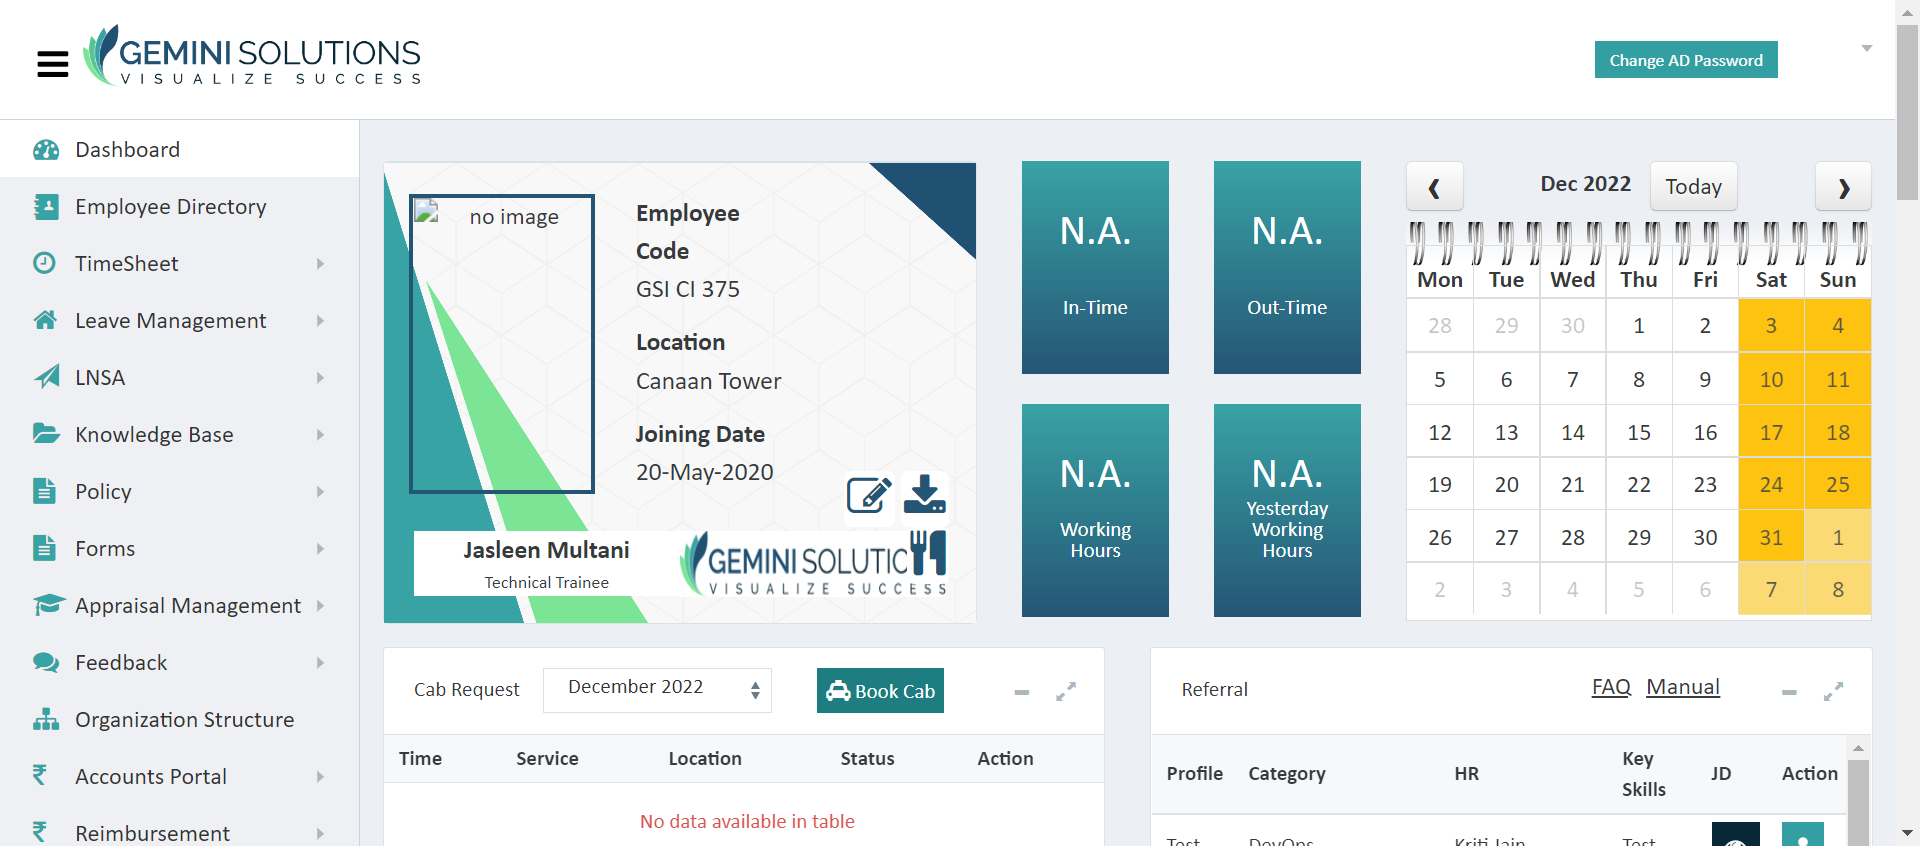 GEMINI SOLUTIONS
VISUALIZE SUCCESS
Change AD Password
Dashboard
Employee Directory
TimeSheet
Leave Management
LNSA
Knowledge Base
Policy
Forms
Appraisal Management
Feedback
Organization Structure
Accounts Portal
Reimbursement
no image
Employee
Code
GSI CI 375
Location
Canaan Tower
Joining Date
20-May-2020
Jasleen Multani
Technical Trainee
GEMINI SOLUTIC
VISUALIZE SUCCESS
N.A.
In-Time
N.A.
Out-Time
N.A.
Working
Hours
N.A.
Yesterday
Working
Hours
Dec 2022
Today
Mon Tue Wed Thu Fri Sat Sun
28 29 30 1 2 3 4
5 6 7 8 9 10 11
12 13 14 15 16 17 18
19 20 21 22 23 24 25
26 27 28 29 30 31 1
2 3 4 5 6 7 8
Cab Request
December 2022
Book Cab
Time Service Location Status Action
No data available in table
Referral
FAQ Manual
Profile Category HR Key Skills JD Action
Test DevOps Kriti Jain Test